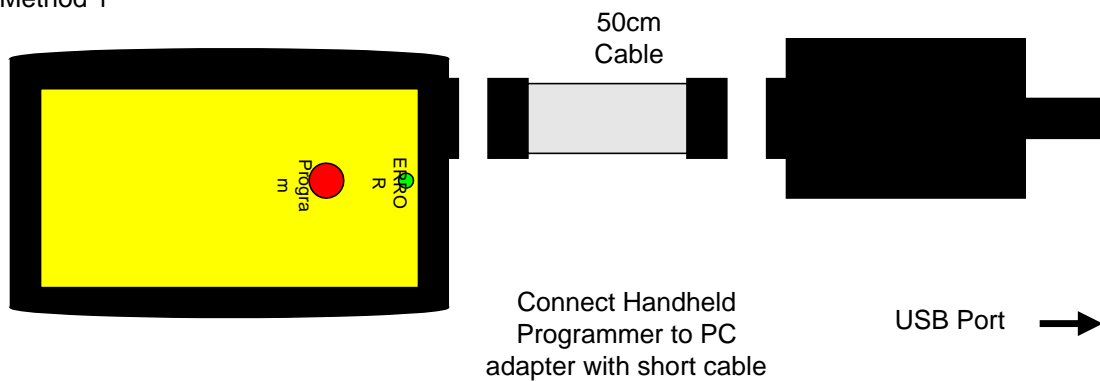 Method 1
50cm
Cable
Progra
m
ERRO
R
Connect Handheld
Programmer to PC
adapter with short cable
USB Port